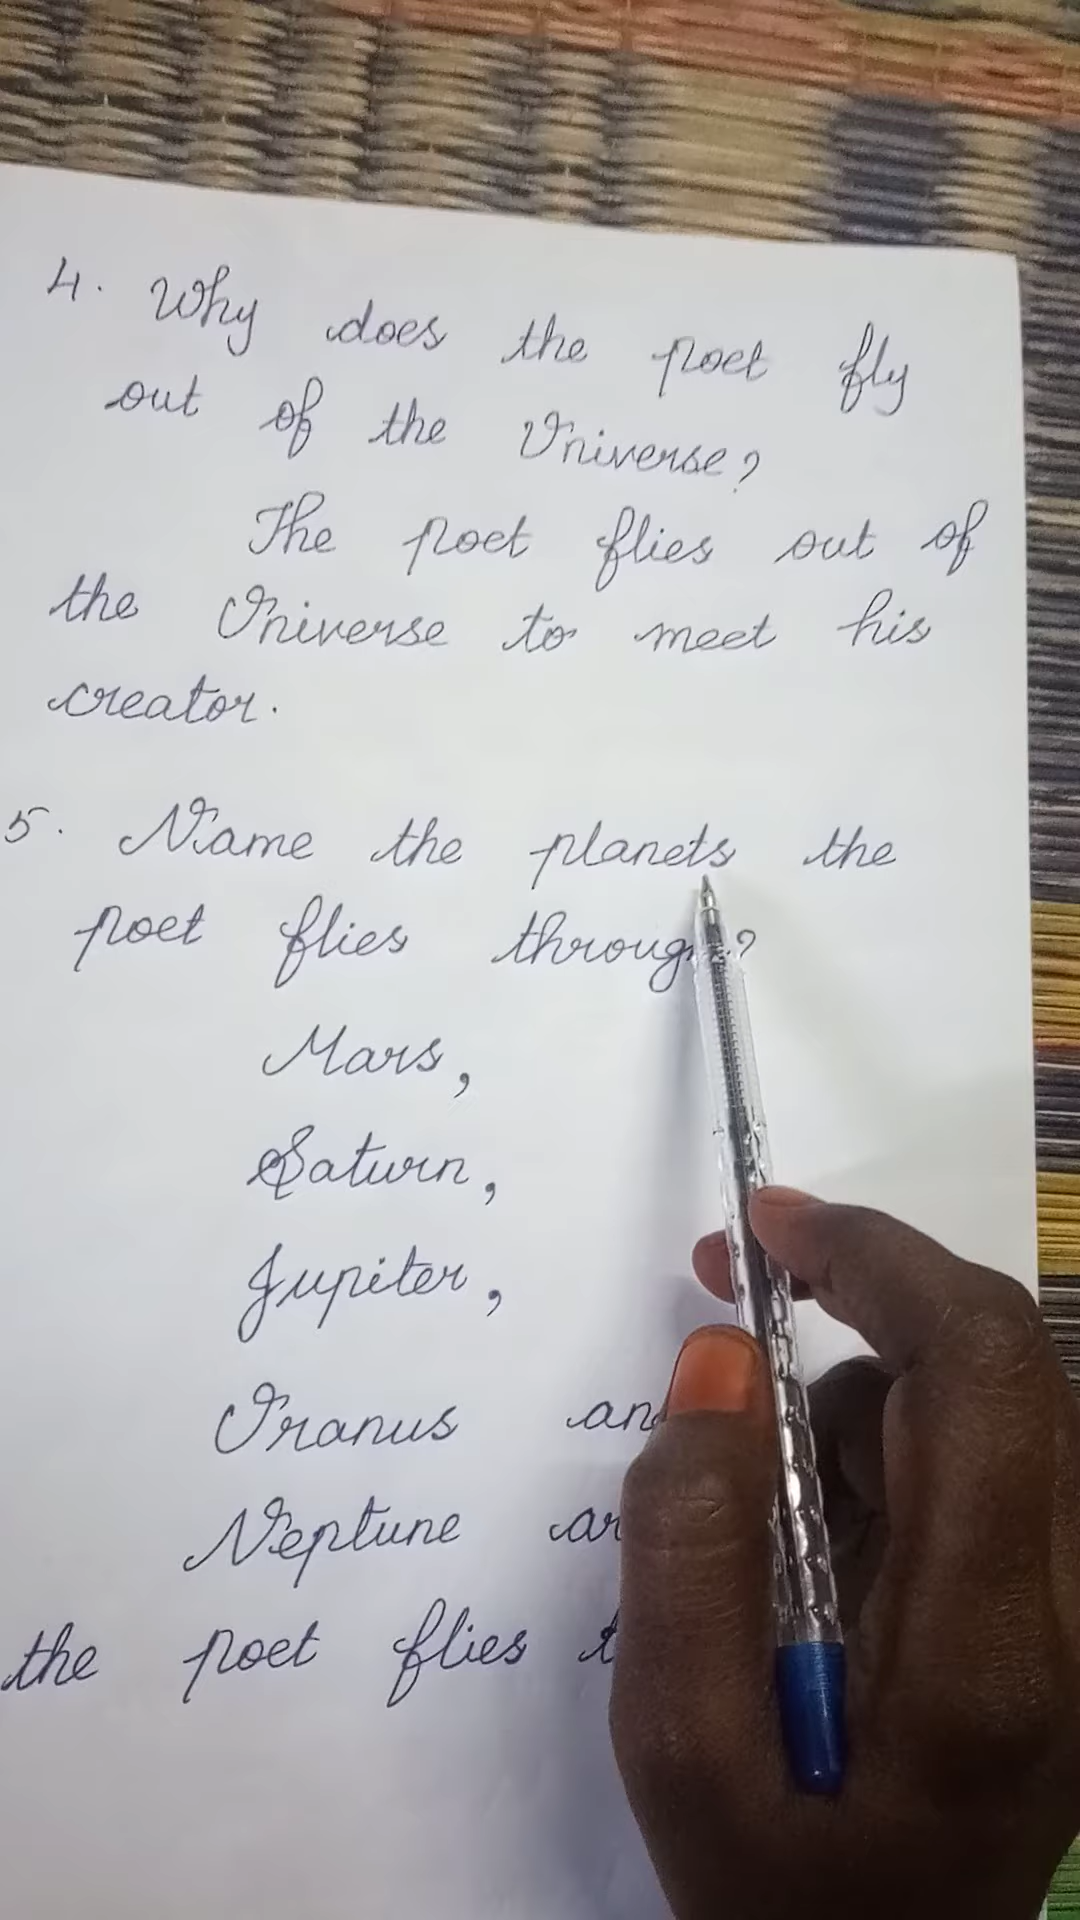 4. Why does the poet fly
out of the Universe?
The poet flies out of
the Universe to meet his
creator.
5. Name the planets the
poet flies through?
Mars,
Saturn,
Jupiter,
Uranus
Neptune
the poet flies